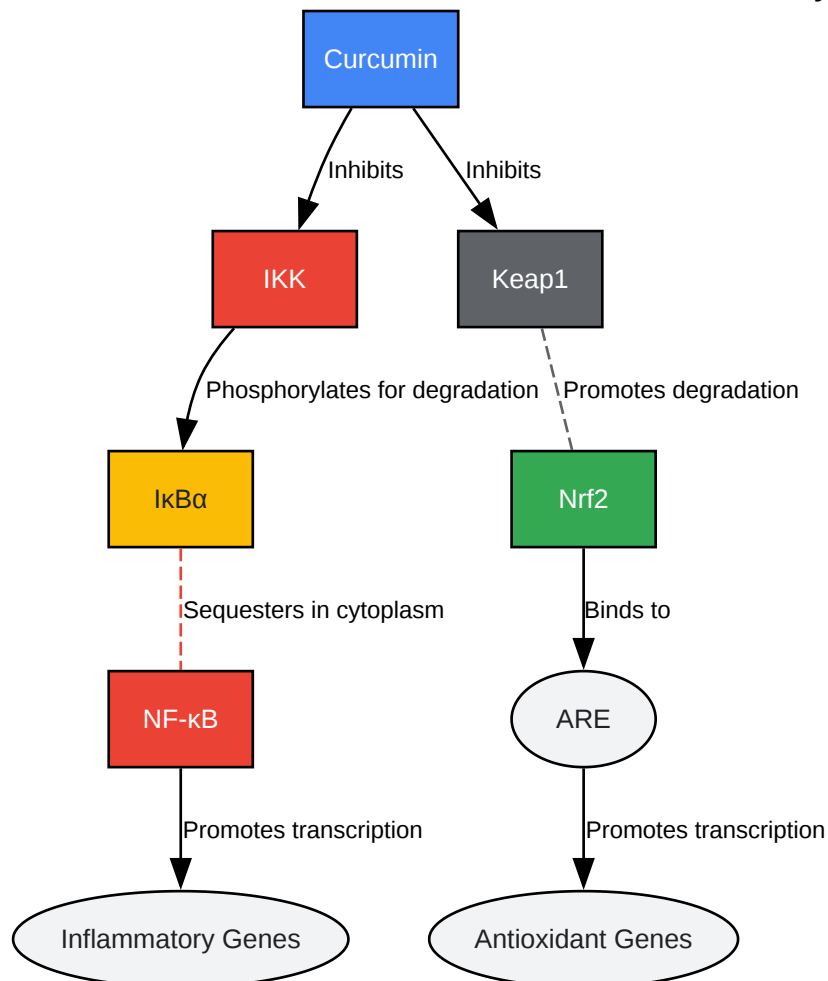 Curcumin
Inhibits
Inhibits
IKK
Keap1
Phosphorylates for degradation
Promotes degradation
IκBα
Nrf2
Sequesters in cytoplasm
Binds to
NF-κB
ARE
Promotes transcription
Promotes transcription
Inflammatory Genes
Antioxidant Genes